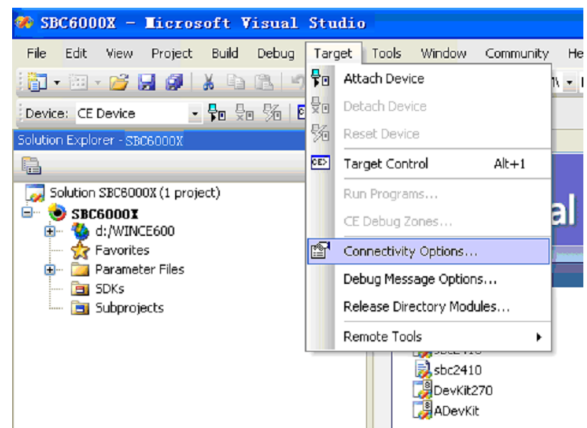 SBC6000X - Microsoft Visual Studio
File Edit View Project Build Debug Target Tools Window Community He
Device: CE Device
Attach Device
Detach Device
Reset Device
Target Control Alt+1
Run Programs...
CE Debug Zones...
Connectivity Options...
Debug Message Options...
Release Directory Modules...
Remote Tools
Solution Explorer - SBC6000X
Solution SBC6000X (1 project)
SBC6000X
d:/WINCE600
Favorites
Parameter Files
SDKs
Subprojects
al
sbc2410
sbc2410
DevKit270
ADevKit